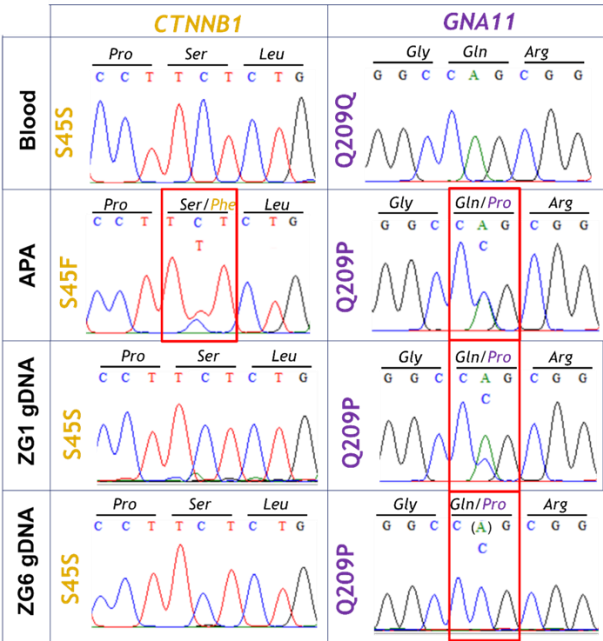 CTNNB1 GNA11
Blood
S45S
Pro Ser Leu
C C T T C T C T G
Q209Q
Gly Gln Arg
G G C C A G C G G
APA
S45F
Pro Ser/Phe Leu
C C T T C T C T G
T
Q209P
Gly Gln/Pro Arg
G G C C A G C G G
C
ZG1 gDNA
S45S
Pro Ser Leu
C C T T C T C T G
Q209P
Gly Gln/Pro Arg
G G C C A G C G G
C
ZG6 gDNA
S45S
Pro Ser Leu
C C T T C T C T G
Q209P
Gly Gln/Pro Arg
G G C C (A) G C G G
C